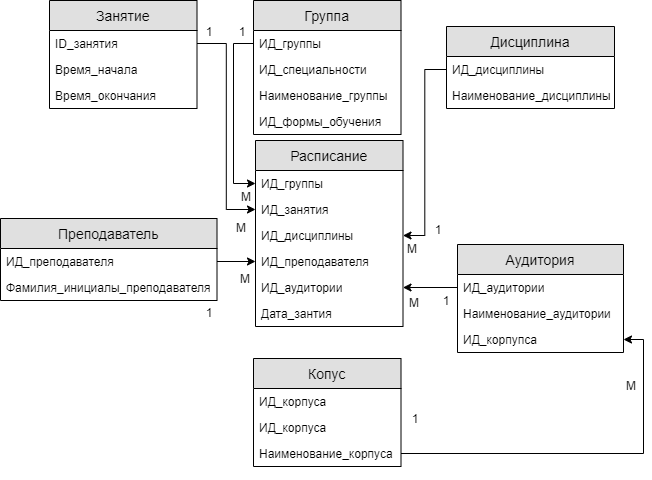 Занятие
ID_занятия
Время_начала
Время_окончания
1
1
Группа
ИД_группы
ИД_специальности
Наименование_группы
ИД_формы_обучения
Дисциплина
ИД_дисциплины
Наименование_дисциплины
Расписание
ИД_группы
ИД_занятия
ИД_дисциплины
ИД_преподавателя
ИД_аудитории
Дата_зантия
М
М
М
М
М
1
1
1
Преподаватель
ИД_преподавателя
Фамилия_инициалы_преподавателя
Аудитория
ИД_аудитории
Наименование_аудитории
ИД_корпупса
Копус
ИД_корпуса
ИД_корпуса
Наименование_корпуса
1
М